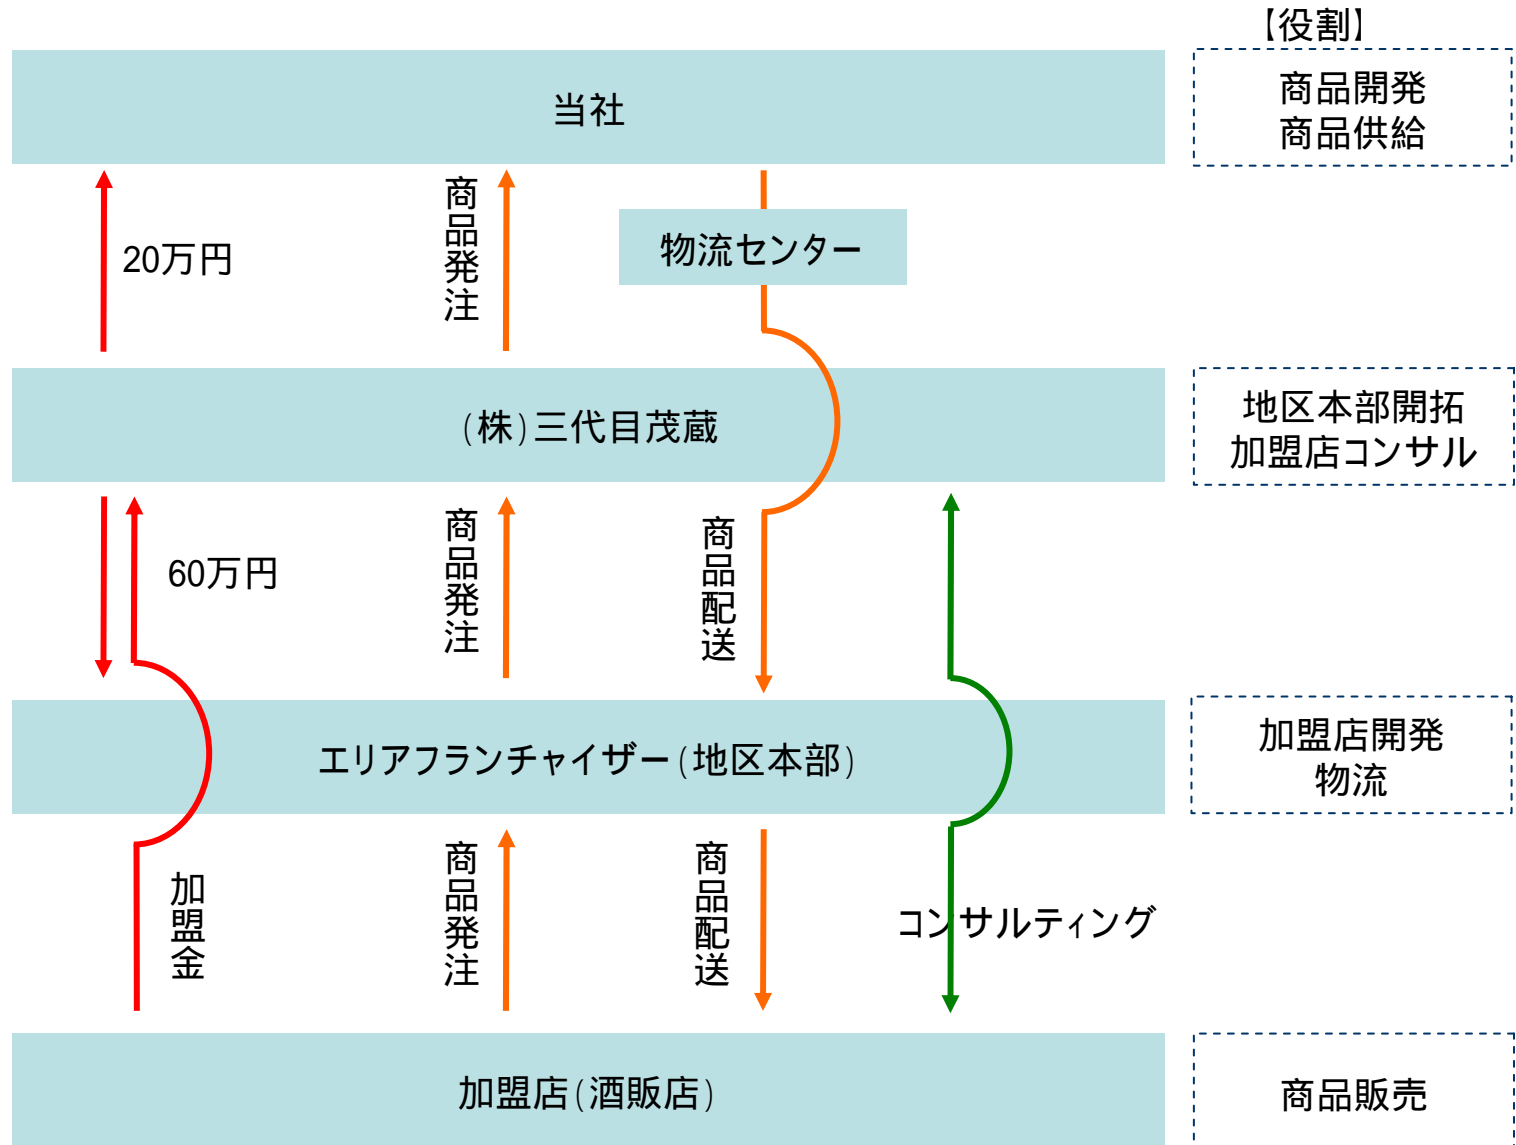 【役割】
当社
商品開発
商品供給
20万円
商品発注
物流センター
(株)三代目茂蔵
地区本部開拓
加盟店コンサル
60万円
商品発注
商品配送
エリアフランチャイザー(地区本部)
加盟店開発
物流
加盟金
商品発注
商品配送
コンサルティング
加盟店(酒販店)
商品販売